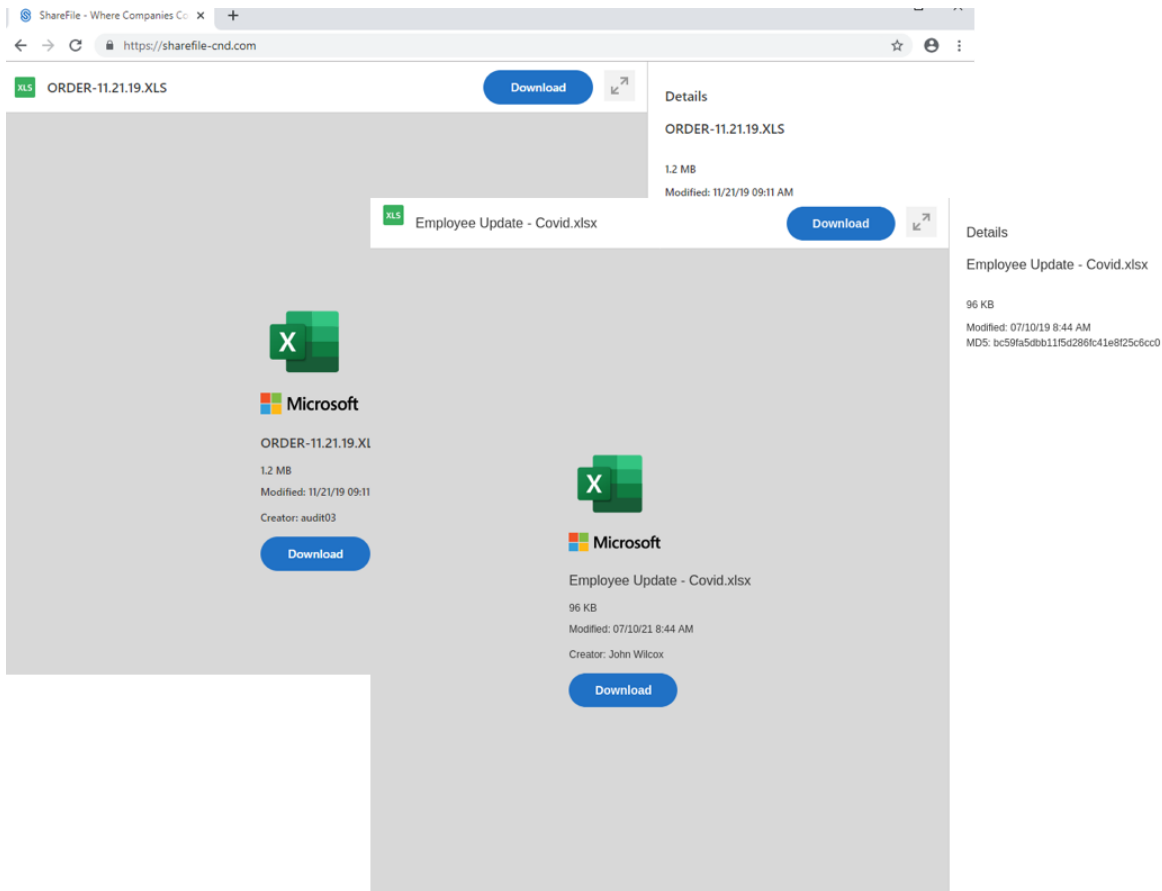 ShareFile - Where Companies Co
https://sharefile-cnd.com
XLS ORDER-11.21.19.XLS
Download
Details
ORDER-11.21.19.XLS
1.2 MB
Modified: 11/21/19 09:11 AM
X
Microsoft
ORDER-11.21.19.XL
1.2 MB
Modified: 11/21/19 09:11
Creator: audit03
Download
XLS Employee Update - Covid.xlsx
Download
Details
Employee Update - Covid.xlsx
96 KB
Modified: 07/10/19 8:44 AM
MD5: bc59fa5dbb11f5d286fc41e8f25c6cc0
X
Microsoft
Employee Update - Covid.xlsx
96 KB
Modified: 07/10/21 8:44 AM
Creator: John Wilcox
Download